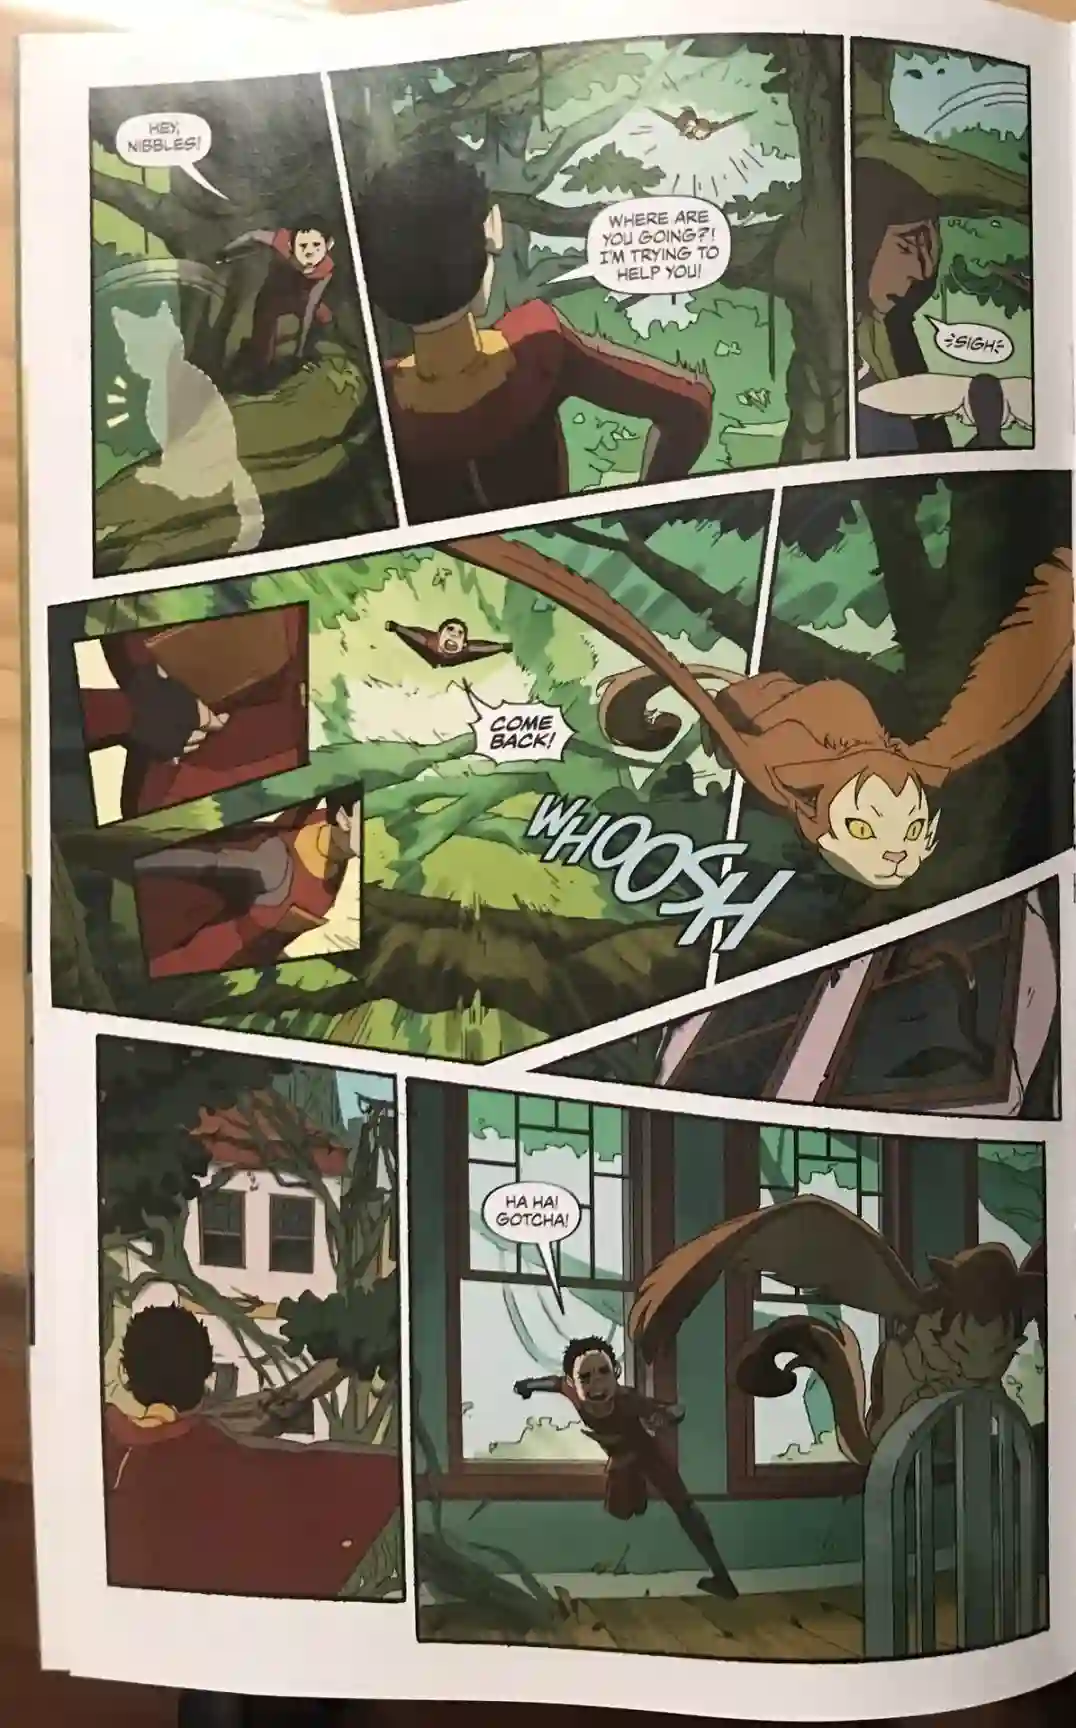 HEY,
NIBBLES!
WHERE ARE
YOU GOING?!
I'M TRYING TO
HELP YOU!
SIGH
COME
BACK!
WHOOSH
HA HA!
GOTCHA!